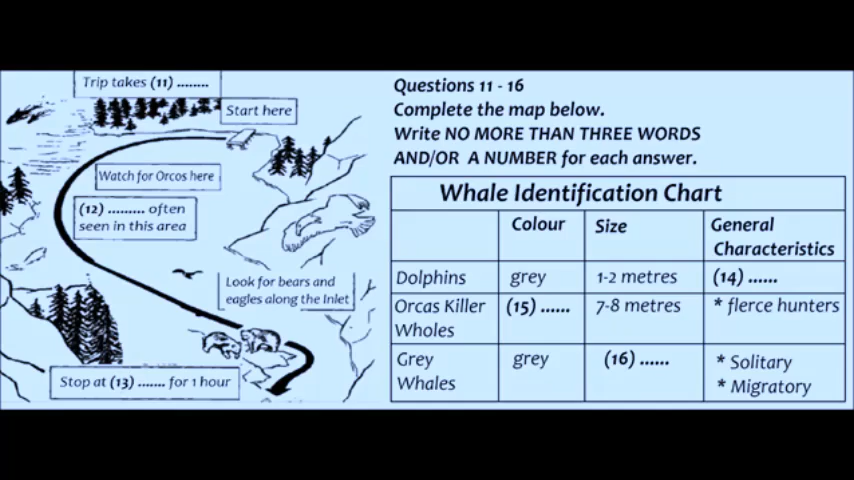 Trip takes (11) ........
Start here
Watch for Orcos here
(12) ......... often
seen in this area
Look for bears and
eagles along the Inlet
Stop at (13) ....... for 1 hour
Questions 11 - 16
Complete the map below.
Write NO MORE THAN THREE WORDS
AND/OR A NUMBER for each answer.
Whale Identification Chart
Colour Size General
Characteristics
Dolphins grey 1-2 metres (14) ......
Orcas Killer (15) ...... 7-8 metres * flerce hunters
Wholes
Grey grey (16) ...... * Solitary
Whales * Migratory